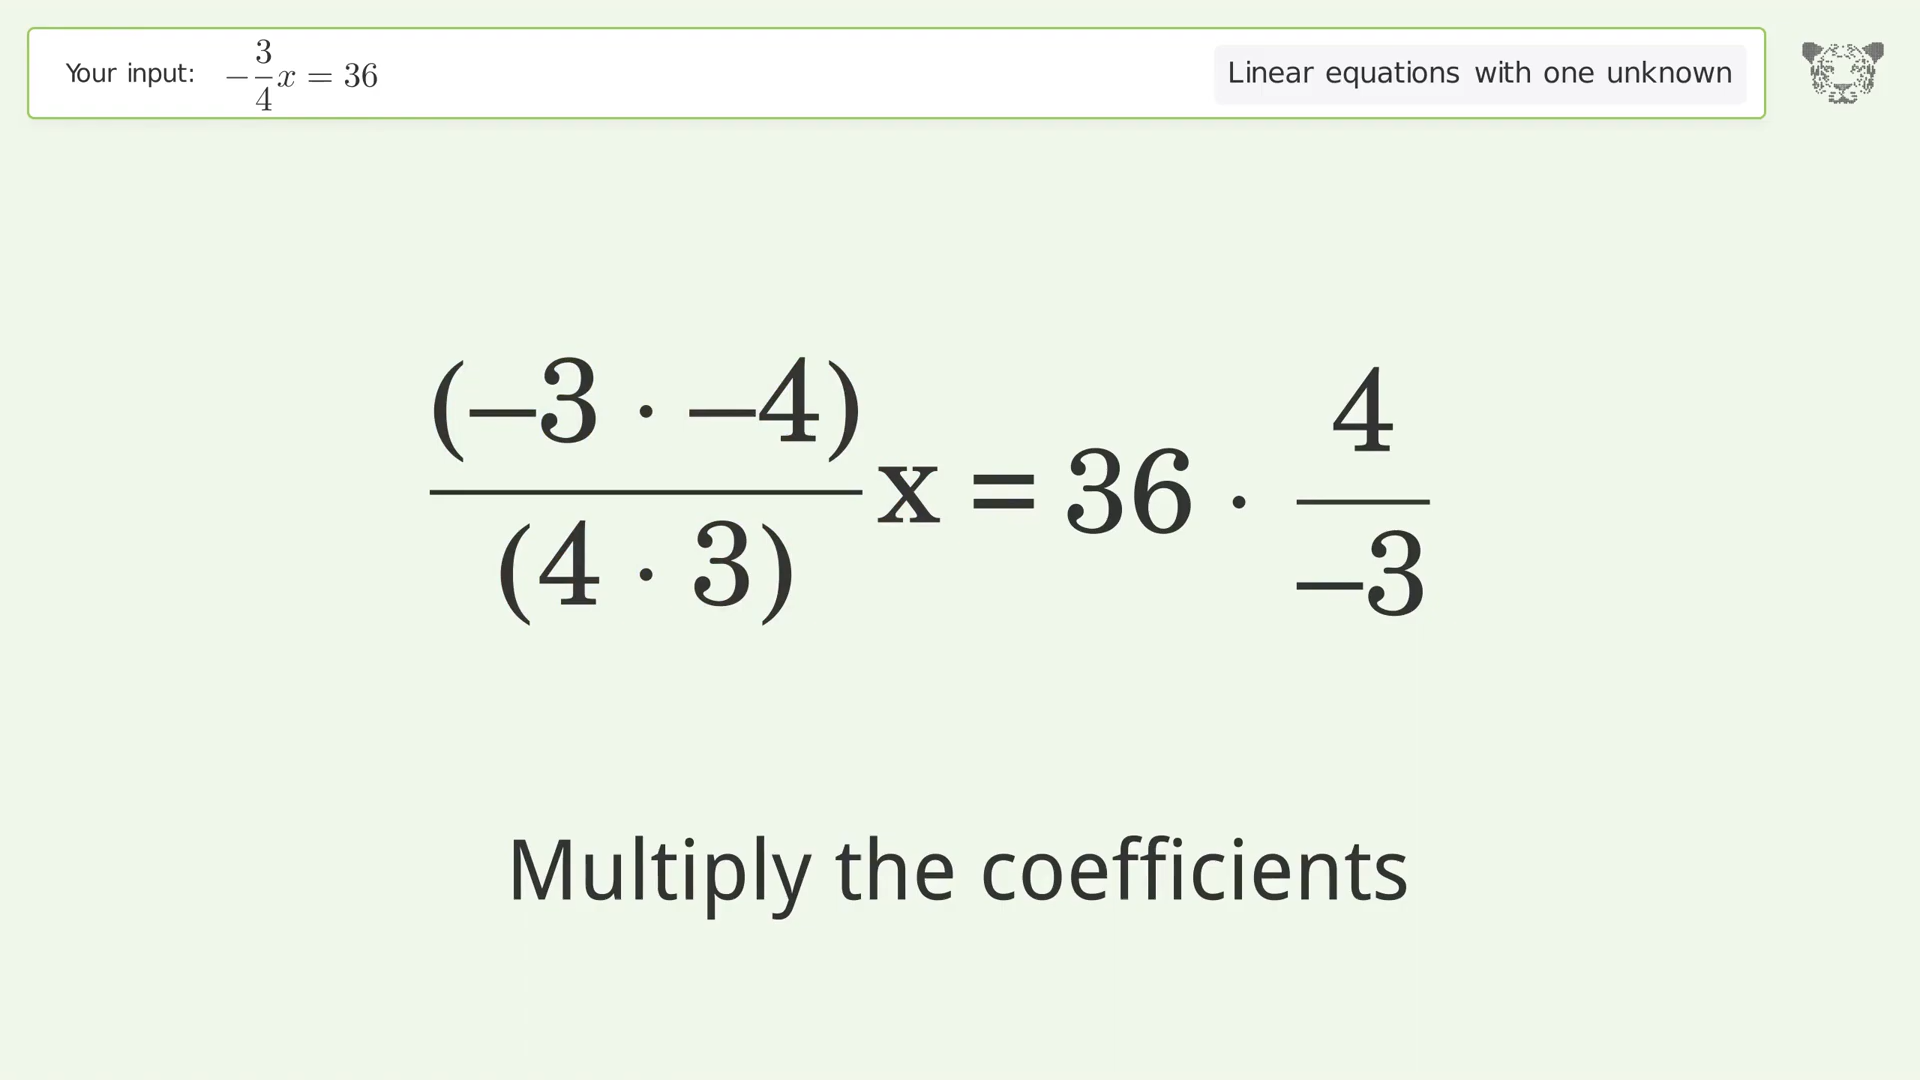 Your input: −3/4x = 36
Linear equations with one unknown
(−3 · −4)/(4 · 3) x = 36 · 4/−3
Multiply the coefficients